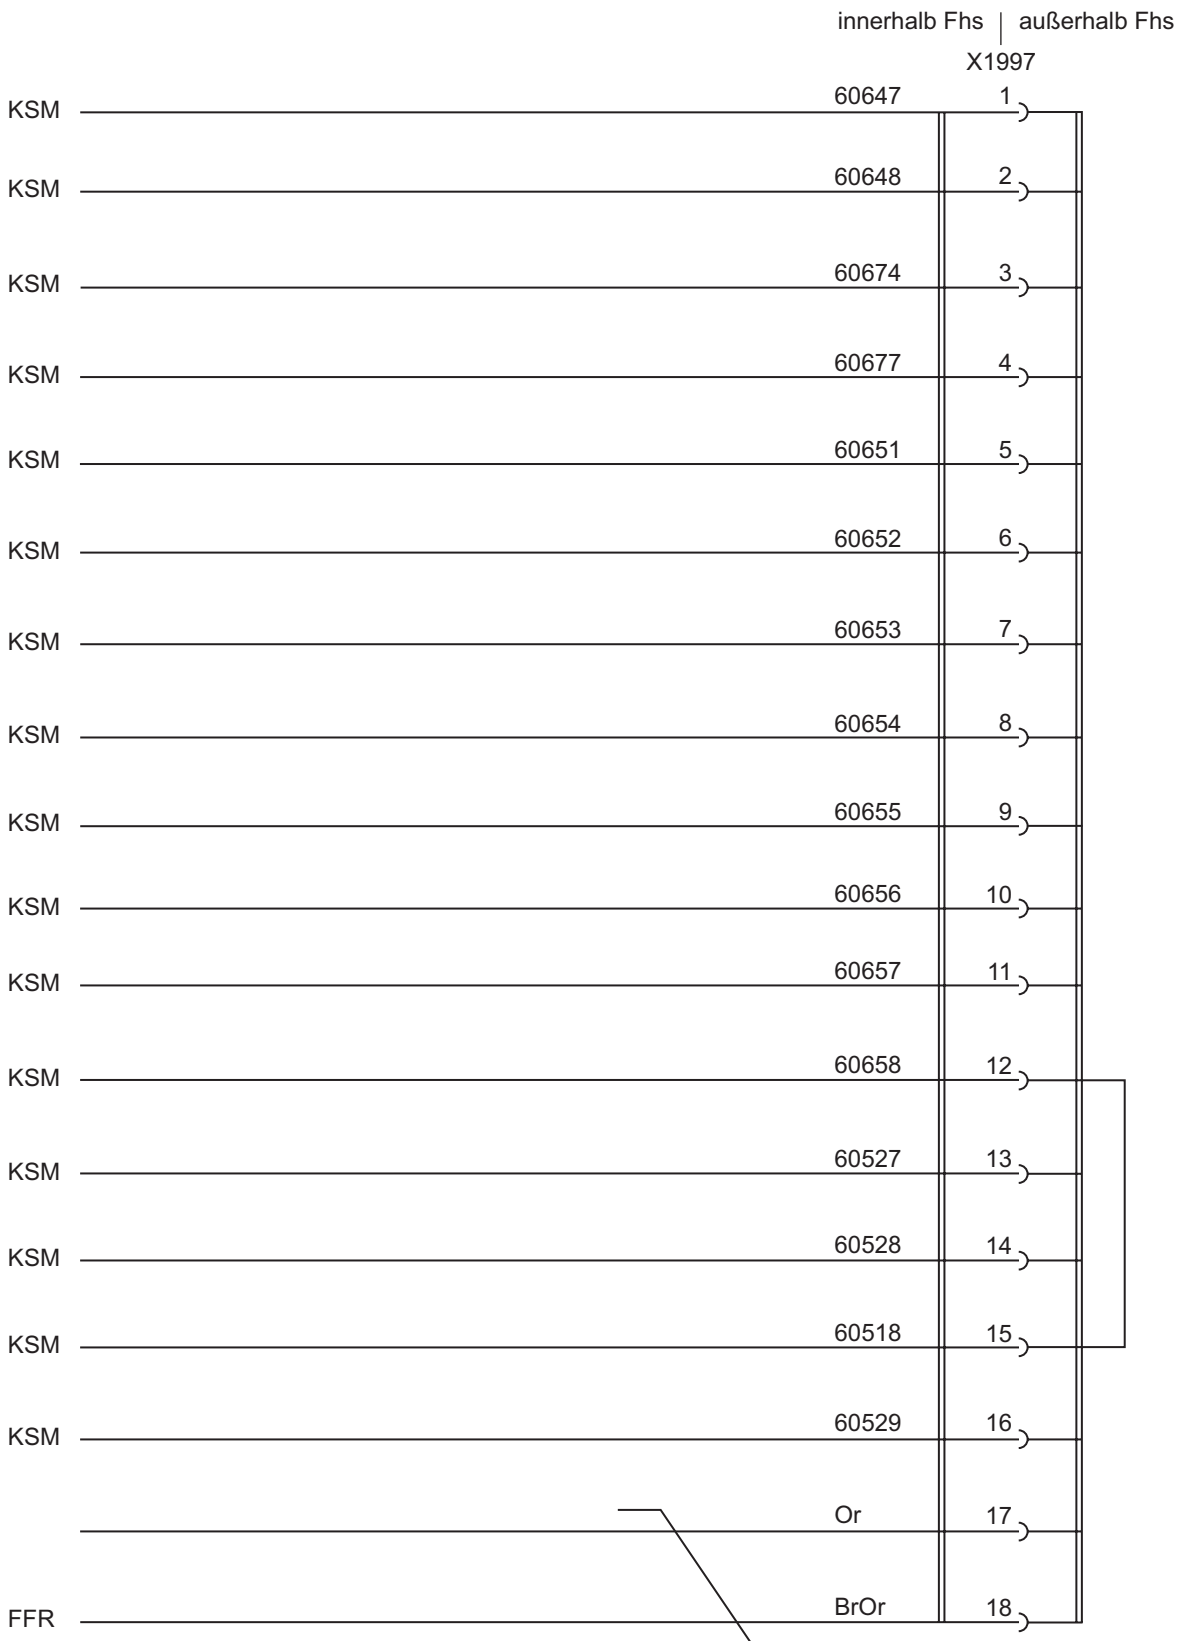 innerhalb Fhs | außerhalb Fhs
X1997
KSM 60647 1
KSM 60648 2
KSM 60674 3
KSM 60677 4
KSM 60651 5
KSM 60652 6
KSM 60653 7
KSM 60654 8
KSM 60655 9
KSM 60656 10
KSM 60657 11
KSM 60658 12
KSM 60527 13
KSM 60528 14
KSM 60518 15
KSM 60529 16
Or 17
FFR BrOr 18